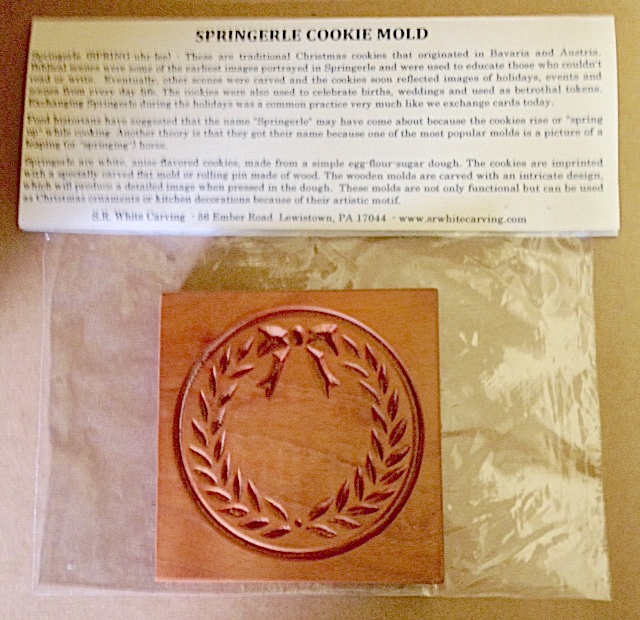 SPRINGERLE COOKIE MOLD
Springerle (SPRING-uhr-lee) - These are traditional Christmas cookies that originated in Bavaria and Austria.
Biblical scenes were some of the earliest images portrayed in Springerle and were used to educate those who couldn't
read or write. Eventually, other scenes were carved and the cookies soon reflected images of holidays, events and
scenes from every day life. The cookies were also used to celebrate births, weddings and used as betrothal tokens.
Exchanging Springerle during the holidays was a common practice very much like we exchange cards today.
Food historians have suggested that the name "Springerle" may have come about because the cookies rise or "spring
up" while cooking. Another theory is that they got their name because one of the most popular molds is a picture of a
leaping (or "springing") horse.
Springerle are white, anise-flavored cookies, made from a simple egg-flour-sugar dough. The cookies are imprinted
with a specially carved flat mold or rolling pin made of wood. The wooden molds are carved with an intricate design,
which will produce a detailed image when pressed in the dough. These molds are not only functional but can be used
as Christmas ornaments or kitchen decorations because of their artistic motif.
S.R. White Carving · 86 Ember Road Lewistown, PA 17044 · www.srwhitecarving.com